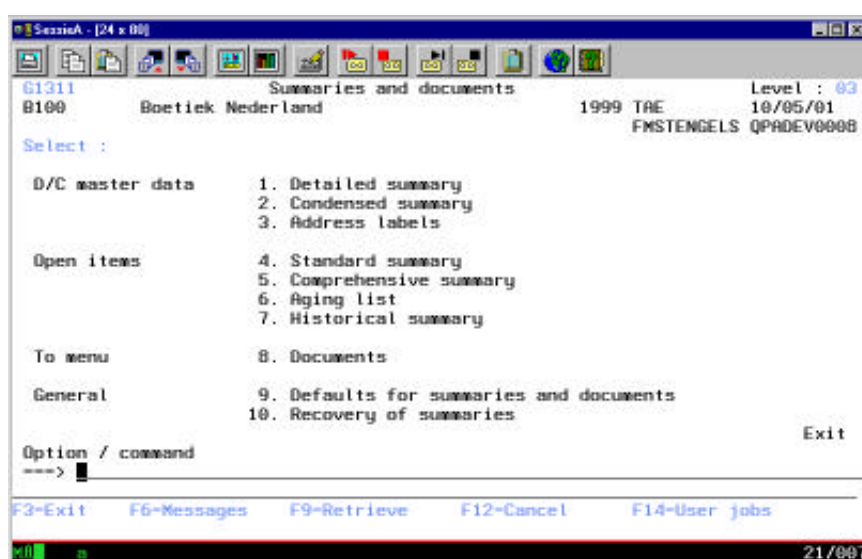 SessieA - [24 x 80]
G1311 Summaries and documents Level : 03
B100 Boetiek Nederland 1999 TAE 10/05/01
FMSTENGELS QPADEV0008
Select :
D/C master data 1. Detailed summary
2. Condensed summary
3. Address labels
Open items 4. Standard summary
5. Comprehensive summary
6. Aging list
7. Historical summary
To menu 8. Documents
General 9. Defaults for summaries and documents
10. Recovery of summaries
Exit
Option / command
---> 
F3=Exit F6=Messages F9=Retrieve F12=Cancel F14=User jobs
MA a 21/00